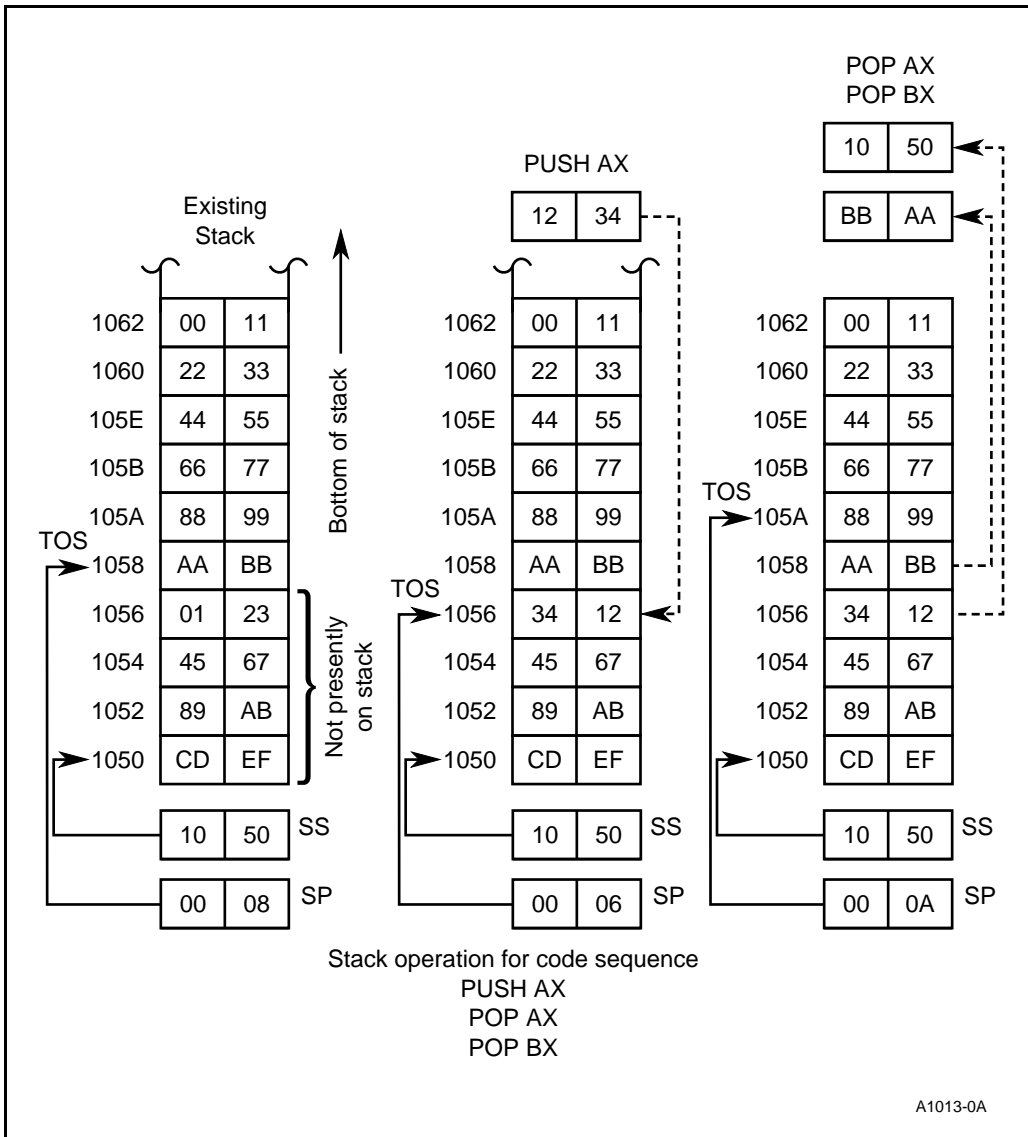 POP AX
POP BX
10 50
PUSH AX
12 34
BB AA
Existing
Stack
Bottom of stack
1062 00 11
1060 22 33
105E 44 55
105B 66 77
105A 88 99
TOS
1058 AA BB
1056 01 23
1054 45 67
1052 89 AB
1050 CD EF
Not presently
on stack
10 50 SS
00 08 SP
1062 00 11
1060 22 33
105E 44 55
105B 66 77
105A 88 99
1058 AA BB
TOS
1056 34 12
1054 45 67
1052 89 AB
1050 CD EF
10 50 SS
00 06 SP
1062 00 11
1060 22 33
105E 44 55
105B 66 77
TOS
105A 88 99
1058 AA BB
1056 34 12
1054 45 67
1052 89 AB
1050 CD EF
10 50 SS
00 0A SP
Stack operation for code sequence
PUSH AX
POP AX
POP BX
A1013-0A